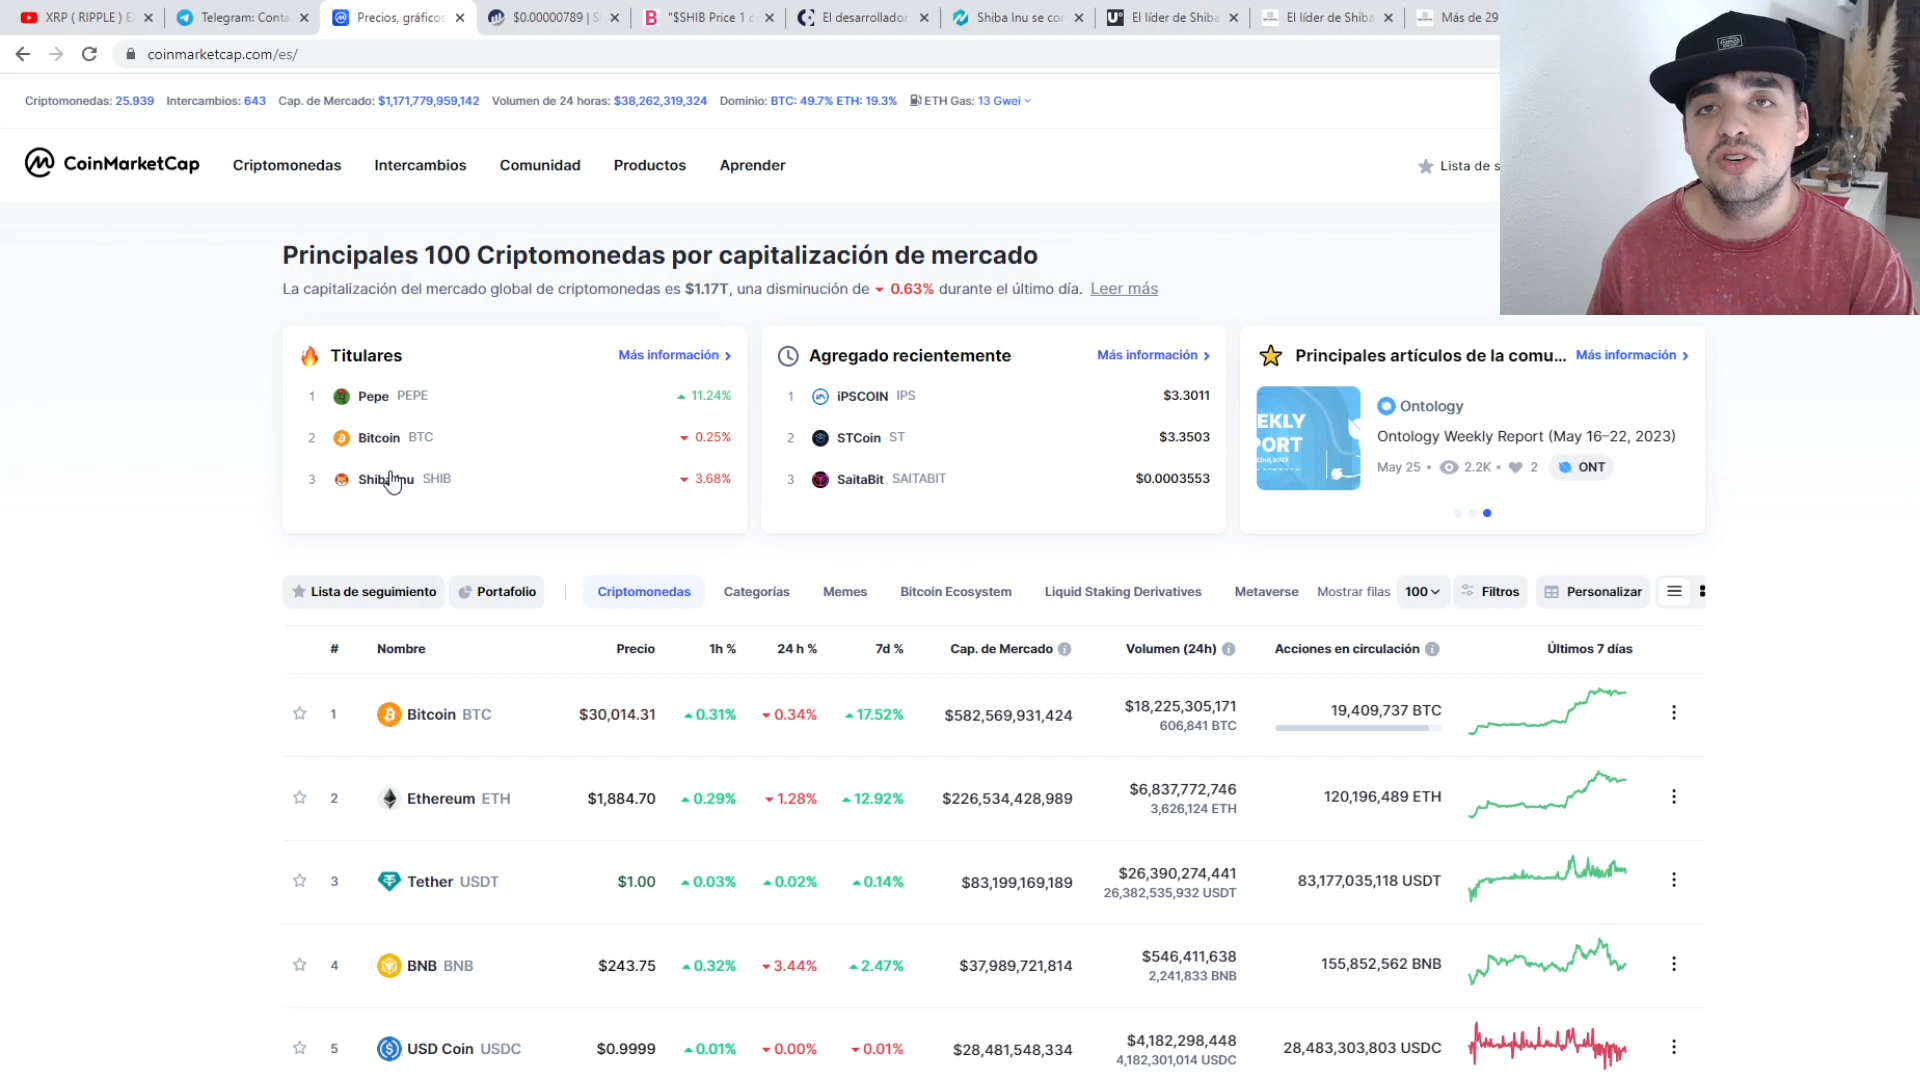 XRP ( RIPPLE ) E
Telegram: Conta
Precios, gráficos
$0.00000789 | S
"$SHIB Price 1 c
El desarrollador
Shiba Inu se con
El líder de Shiba
El líder de Shiba
Más de 29
coinmarketcap.com/es/
Criptomonedas: 25.939 Intercambios: 643 Cap. de Mercado: $1,171,779,959,142 Volumen de 24 horas: $38,262,319,324 Dominio: BTC: 49.7% ETH: 19.3% ETH Gas: 13 Gwei
CoinMarketCap Criptomonedas Intercambios Comunidad Productos Aprender Lista de s
Principales 100 Criptomonedas por capitalización de mercado
La capitalización del mercado global de criptomonedas es $1.17T, una disminución de 0.63% durante el último día. Leer más
Titulares Más información
1 Pepe PEPE 11.24%
2 Bitcoin BTC 0.25%
3 Shiba Inu SHIB 3.68%
Agregado recientemente Más información
1 iPSCOIN IPS $3.3011
2 STCoin ST $3.3503
3 SaitaBit SAITABIT $0.0003553
Principales artículos de la comu... Más información
EKLY
PORT
Ontology
Ontology Weekly Report (May 16–22, 2023)
May 25 • 2.2K • 2 ONT
Lista de seguimiento Portafolio Criptomonedas Categorías Memes Bitcoin Ecosystem Liquid Staking Derivatives Metaverse Mostrar filas 100 Filtros Personalizar
# Nombre Precio 1h % 24 h % 7d % Cap. de Mercado Volumen (24h) Acciones en circulación Últimos 7 días
1 Bitcoin BTC $30,014.31 0.31% 0.34% 17.52% $582,569,931,424 $18,225,305,171 19,409,737 BTC
606,841 BTC
2 Ethereum ETH $1,884.70 0.29% 1.28% 12.92% $226,534,428,989 $6,837,772,746 120,196,489 ETH
3,626,124 ETH
3 Tether USDT $1.00 0.03% 0.02% 0.14% $83,199,169,189 $26,390,274,441 83,177,035,118 USDT
26,382,535,932 USDT
4 BNB BNB $243.75 0.32% 3.44% 2.47% $37,989,721,814 $546,411,638 155,852,562 BNB
2,241,833 BNB
5 USD Coin USDC $0.9999 0.01% 0.00% 0.01% $28,481,548,334 $4,182,298,448 28,483,303,803 USDC
4,182,301,014 USDC